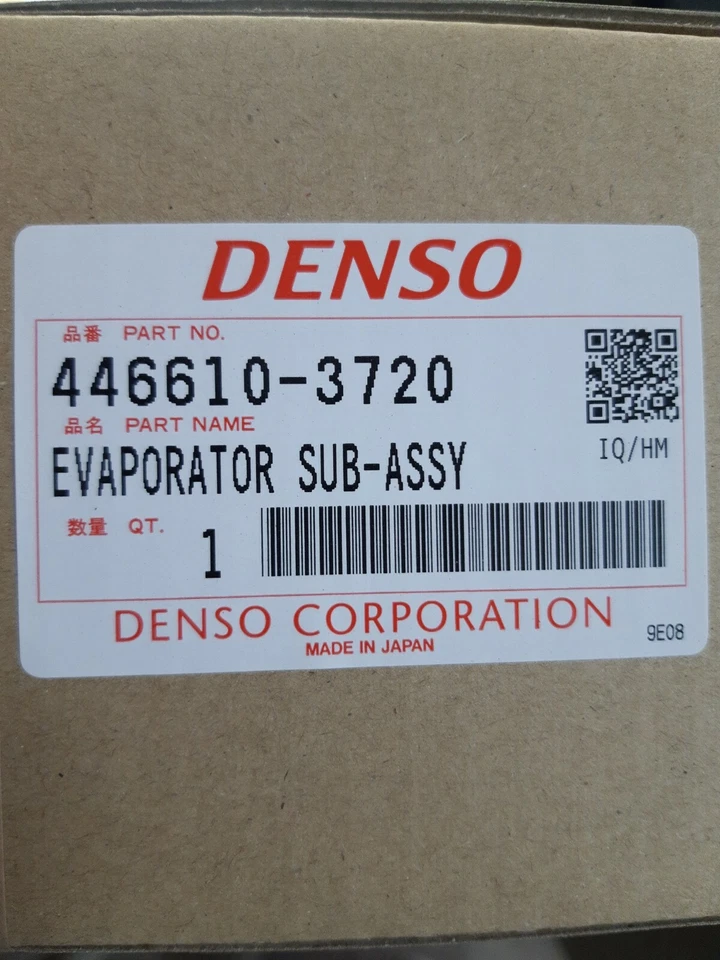 DENSO
品番 PART NO.
446610-3720
品名 PART NAME
EVAPORATOR SUB-ASSY
IQ/HM
数量 QT.
1
DENSO CORPORATION
MADE IN JAPAN
9E08